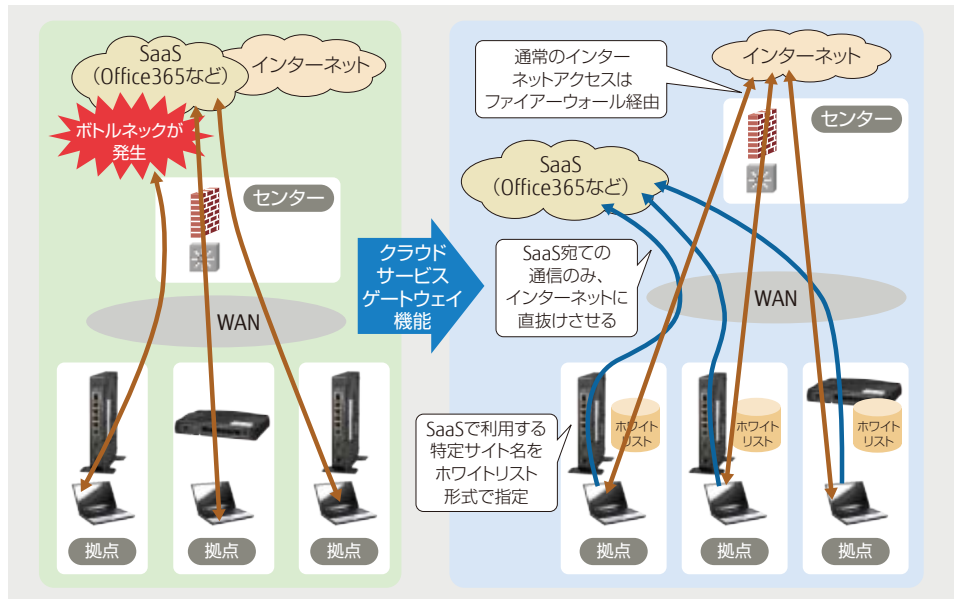 SaaS
（Office365など）
インターネット
ボトルネックが
発生
センター
WAN
拠点
拠点
拠点
クラウド
サービス
ゲートウェイ
機能
通常のインター
ネットアクセスは
ファイアーウォール経由
インターネット
センター
SaaS
（Office365など）
SaaS宛ての
通信のみ、
インターネットに
直抜けさせる
WAN
SaaSで利用する
特定サイト名を
ホワイトリスト
形式で指定
ホワイト
リスト
ホワイト
リスト
ホワイト
リスト
拠点
拠点
拠点